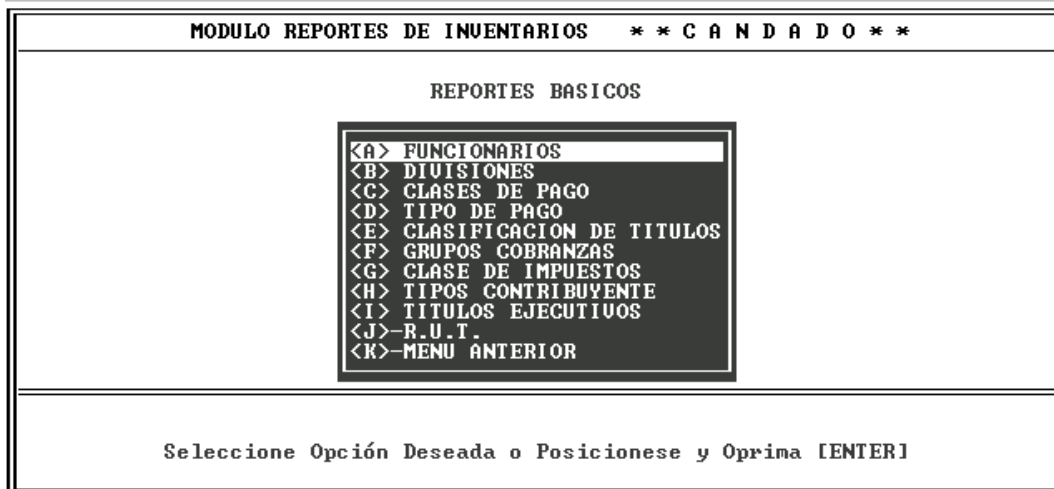 MODULO REPORTES DE INVENTARIOS * * C A N D A D O * *
REPORTES BASICOS
<A> FUNCIONARIOS
<B> DIVISIONES
<C> CLASES DE PAGO
<D> TIPO DE PAGO
<E> CLASIFICACION DE TITULOS
<F> GRUPOS COBRANZAS
<G> CLASE DE IMPUESTOS
<H> TIPOS CONTRIBUYENTE
<I> TITULOS EJECUTIVOS
<J>-R.U.T.
<K>-MENU ANTERIOR
Seleccione Opción Deseada o Posicionese y Oprima [ENTER]